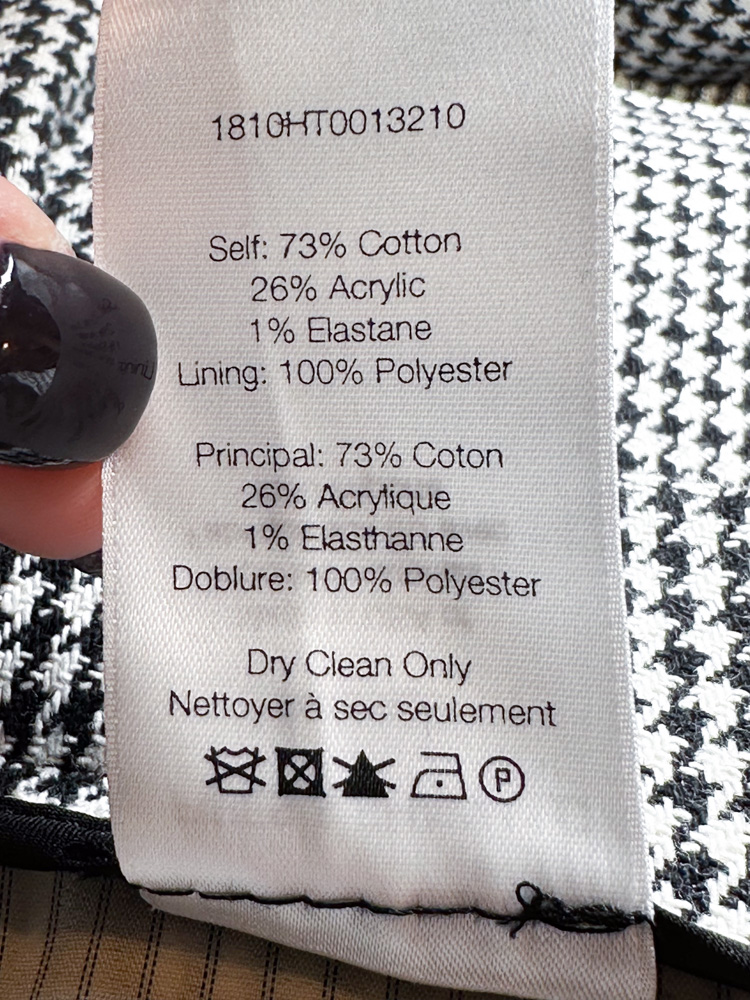 1810HT0013210
Self: 73% Cotton
26% Acrylic
1% Elastane
Lining: 100% Polyester
Principal: 73% Coton
26% Acrylique
1% Elasthanne
Doblure: 100% Polyester
Dry Clean Only
Nettoyer à sec seulement
P